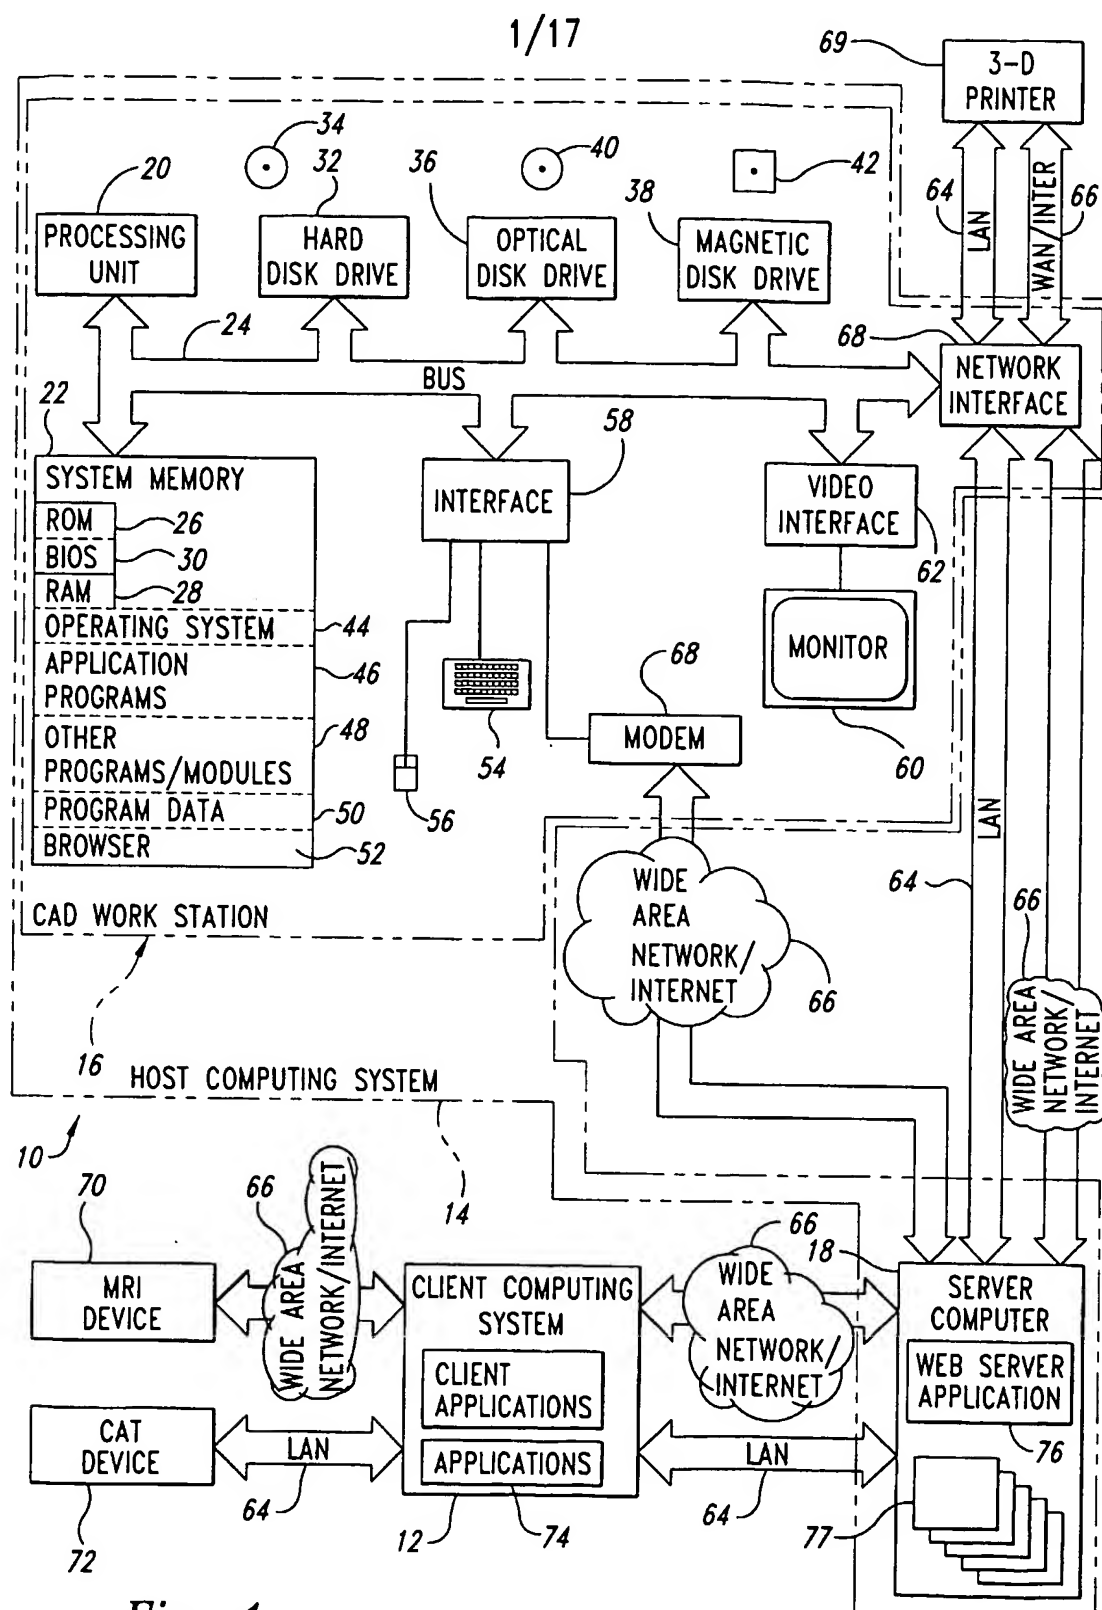 1/17
69
3-D
PRINTER
34
32
36
40
42
38
20
PROCESSING
UNIT
HARD
DISK DRIVE
OPTICAL
DISK DRIVE
MAGNETIC
DISK DRIVE
64
LAN
WAN/INTER
66
24
BUS
68
NETWORK
INTERFACE
22
SYSTEM MEMORY
ROM
26
BIOS
30
RAM
28
OPERATING SYSTEM
44
APPLICATION
PROGRAMS
46
OTHER
PROGRAMS/MODULES
48
PROGRAM DATA
50
BROWSER
52
INTERFACE
58
VIDEO
INTERFACE
62
MONITOR
60
54
56
68
MODEM
CAD WORK STATION
16
WIDE
AREA
NETWORK/
INTERNET
66
LAN
64
66
WIDE AREA
NETWORK/
INTERNET
HOST COMPUTING SYSTEM
14
10
70
MRI
DEVICE
66
WIDE AREA
NETWORK/INTERNET
CLIENT COMPUTING
SYSTEM
CLIENT
APPLICATIONS
APPLICATIONS
12
74
66
WIDE
AREA
NETWORK/
INTERNET
18
SERVER
COMPUTER
WEB SERVER
APPLICATION
76
77
CAT
DEVICE
72
LAN
64
LAN
64